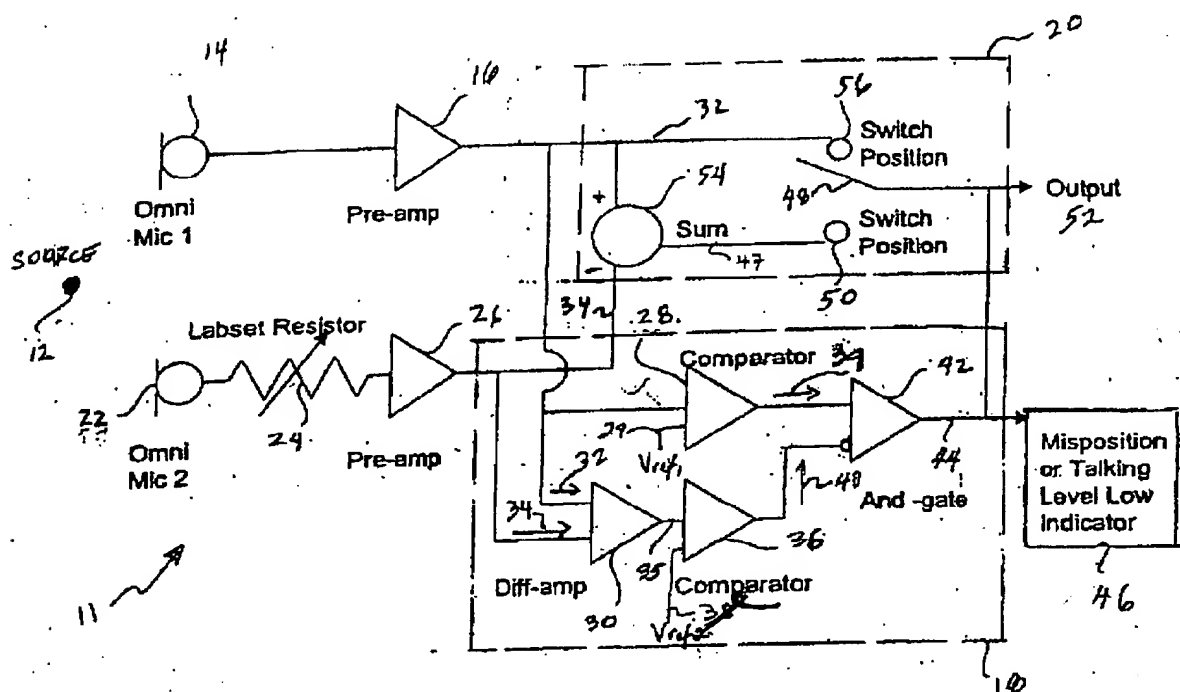 14
20
16
56
32
Switch
Position
54
48
Output
52
Omni
Mic 1
Pre-amp
+
Sum
47
Switch
Position
50
SOURCE
12
-
34
Labset Resistor
26
28
Comparator
39
42
22
24
29
Vref1
Omni
Mic 2
Pre-amp
32
44
Misposition
or Talking
Level Low
Indicator
34
And -gate
35
36
Diff-amp
Comparator
30
38
Vref2
46
11